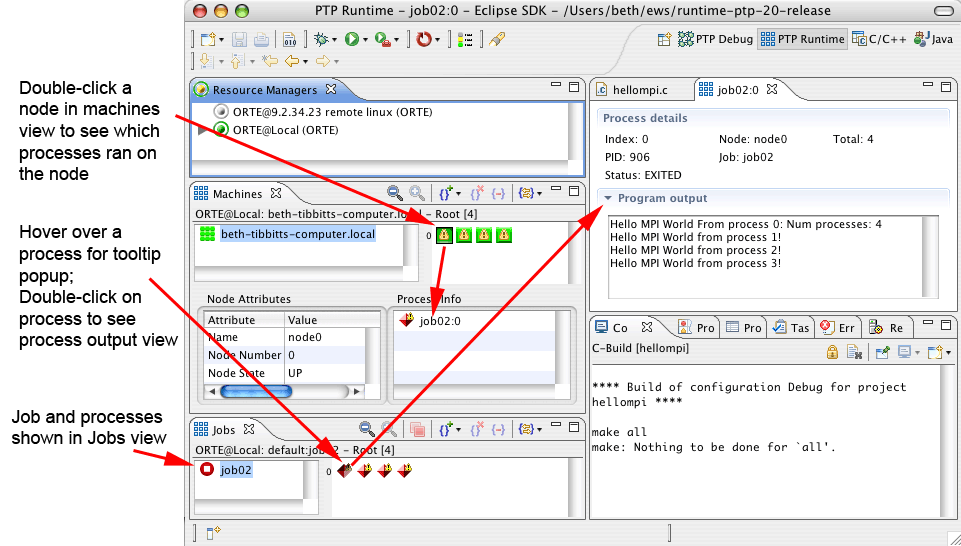 PTP Runtime - job02:0 - Eclipse SDK - /Users/beth/ews/runtime-ptp-20-release
010
PTP Debug
PTP Runtime
C/C++
Java
Double-click a
node in machines
view to see which
processes ran on
the node
Hover over a
process for tooltip
popup;
Double-click on
process to see
process output view
Job and processes
shown in Jobs view
Resource Managers
ORTE@9.2.34.23 remote linux (ORTE)
ORTE@Local (ORTE)
Machines
ORTE@Local: beth-tibbitts-computer.local - Root [4]
beth-tibbitts-computer.local
0
Node Attributes
Attribute Value
Name node0
Node Number 0
Node State UP
Process Info
job02:0
Jobs
ORTE@Local: default:job02 - Root [4]
job02
0
hellompi.c
job02:0
Process details
Index: 0 Node: node0 Total: 4
PID: 906 Job: job02
Status: EXITED
Program output
Hello MPI World From process 0: Num processes: 4
Hello MPI World from process 1!
Hello MPI World from process 2!
Hello MPI World from process 3!
Co
Pro
Pro
Tas
Err
Re
C-Build [hellompi]
**** Build of configuration Debug for project
hellompi ****
make all
make: Nothing to be done for `all'.